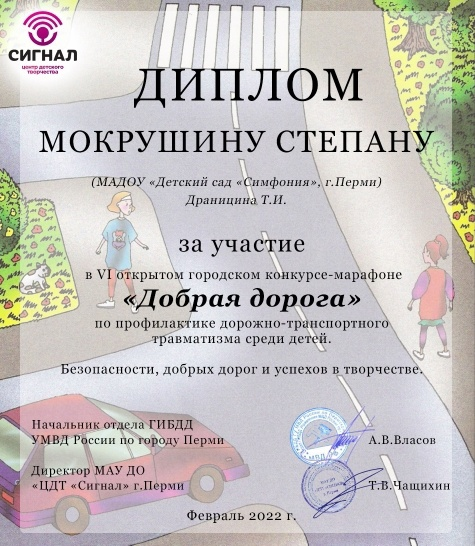 СИГНАЛ
центр детского
творчества
ДИПЛОМ
МОКРУШИНУ СТЕПАНУ
(МАДОУ «Детский сад «Симфония», г.Перми)
Драницина Т.И.
за участие
в VI открытом городском конкурсе-марафоне
«Добрая дорога»
по профилактике дорожно-транспортного
травматизма среди детей.
Безопасности, добрых дорог и успехов в творчестве.
Начальник отдела ГИБДД
УМВД России по городу Перми
А.В.Власов
Директор МАУ ДО
«ЦДТ «Сигнал» г.Перми
Т.В.Чащихин
Февраль 2022 г.